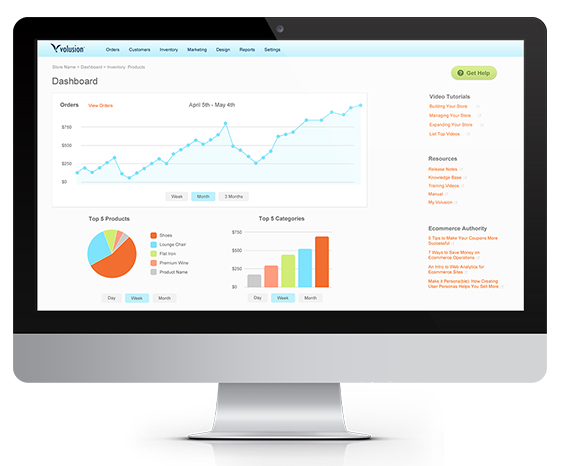 volusion
Orders Customers Inventory Marketing Design Reports Settings
Store Name > Dashboard > Inventory Products
Dashboard
Get Help
Orders View Orders April 5th - May 4th
$750
$500
$250
$0
Week Month 3 Months
Top 5 Products
Shoes
Lounge Chair
Flat Iron
Premium Wine
Product Name
Day Week Month
Top 5 Categories
$750
$500
$250
$0
Day Week Month
Video Tutorials
Building Your Store
Managing Your Store
Expanding Your Store
List Top Videos
Resources
Release Notes
Knowledge Base
Training Videos
Manual
My Volusion
Ecommerce Authority
5 Tips to Make Your Coupons More
Successful
7 Ways to Save Money on
Ecommerce Operations
An Intro to Web Analytics for
Ecommerce Sites
Make it Person(able): How Creating
User Personas Helps You Sell More